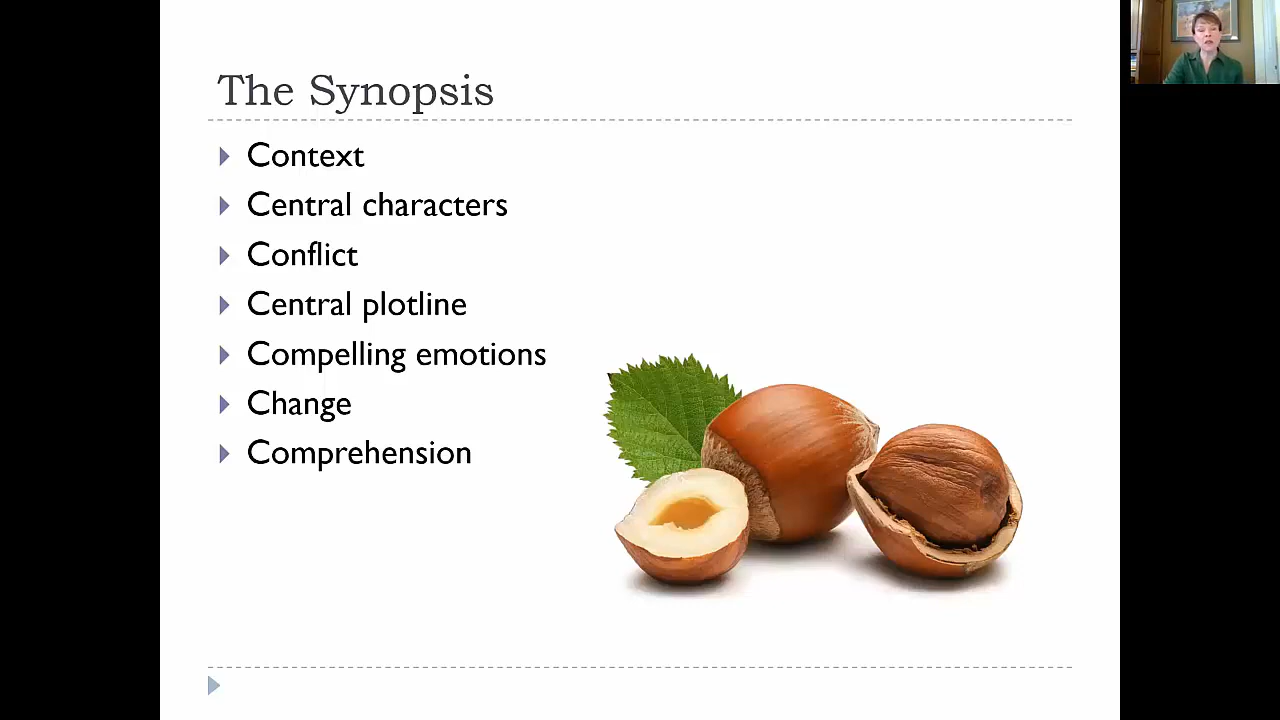 The Synopsis
Context
Central characters
Conflict
Central plotline
Compelling emotions
Change
Comprehension